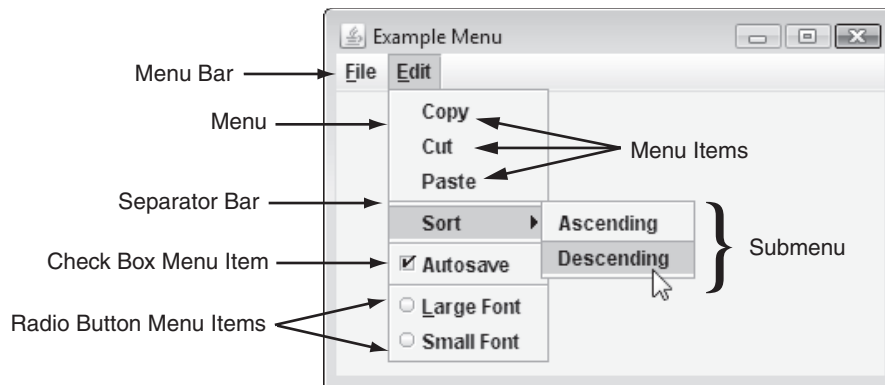 Example Menu
Menu Bar
File Edit
Menu
Copy
Cut
Paste
Menu Items
Separator Bar
Sort
Ascending
Descending
Submenu
Check Box Menu Item
Autosave
Radio Button Menu Items
Large Font
Small Font